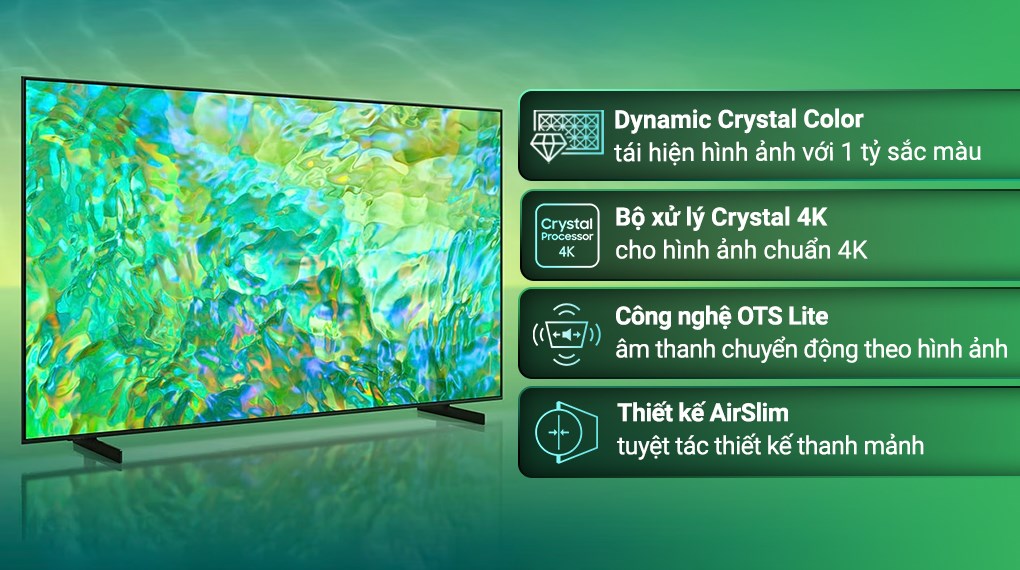 Dynamic Crystal Color
tái hiện hình ảnh với 1 tỷ sắc màu
Crystal
Processor
4K
Bộ xử lý Crystal 4K
cho hình ảnh chuẩn 4K
Công nghệ OTS Lite
âm thanh chuyển động theo hình ảnh
Thiết kế AirSlim
tuyệt tác thiết kế thanh mảnh